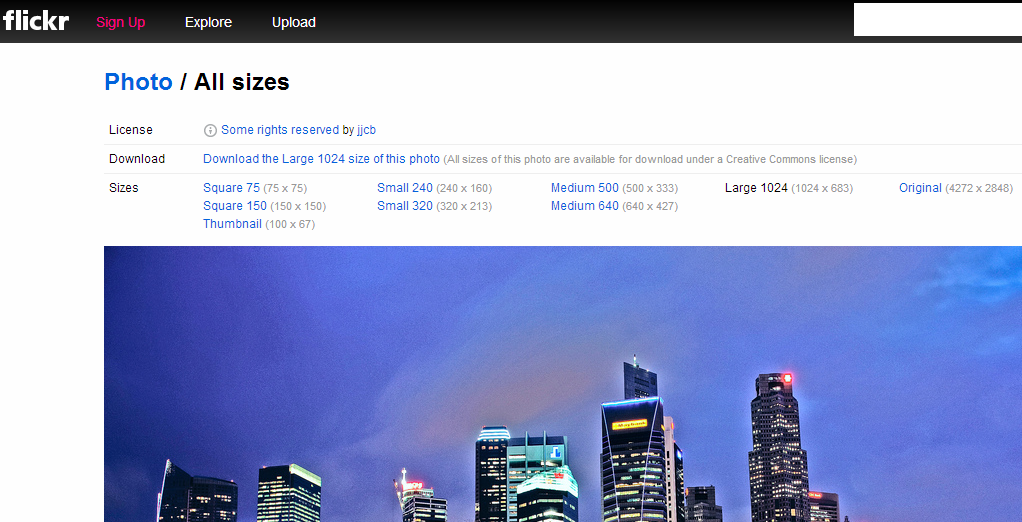 flickr Sign Up Explore Upload
Photo / All sizes
License Some rights reserved by jjcb
Download Download the Large 1024 size of this photo (All sizes of this photo are available for download under a Creative Commons license)
Sizes Square 75 (75 x 75) Small 240 (240 x 160) Medium 500 (500 x 333) Large 1024 (1024 x 683) Original (4272 x 2848)
Square 150 (150 x 150) Small 320 (320 x 213) Medium 640 (640 x 427)
Thumbnail (100 x 67)